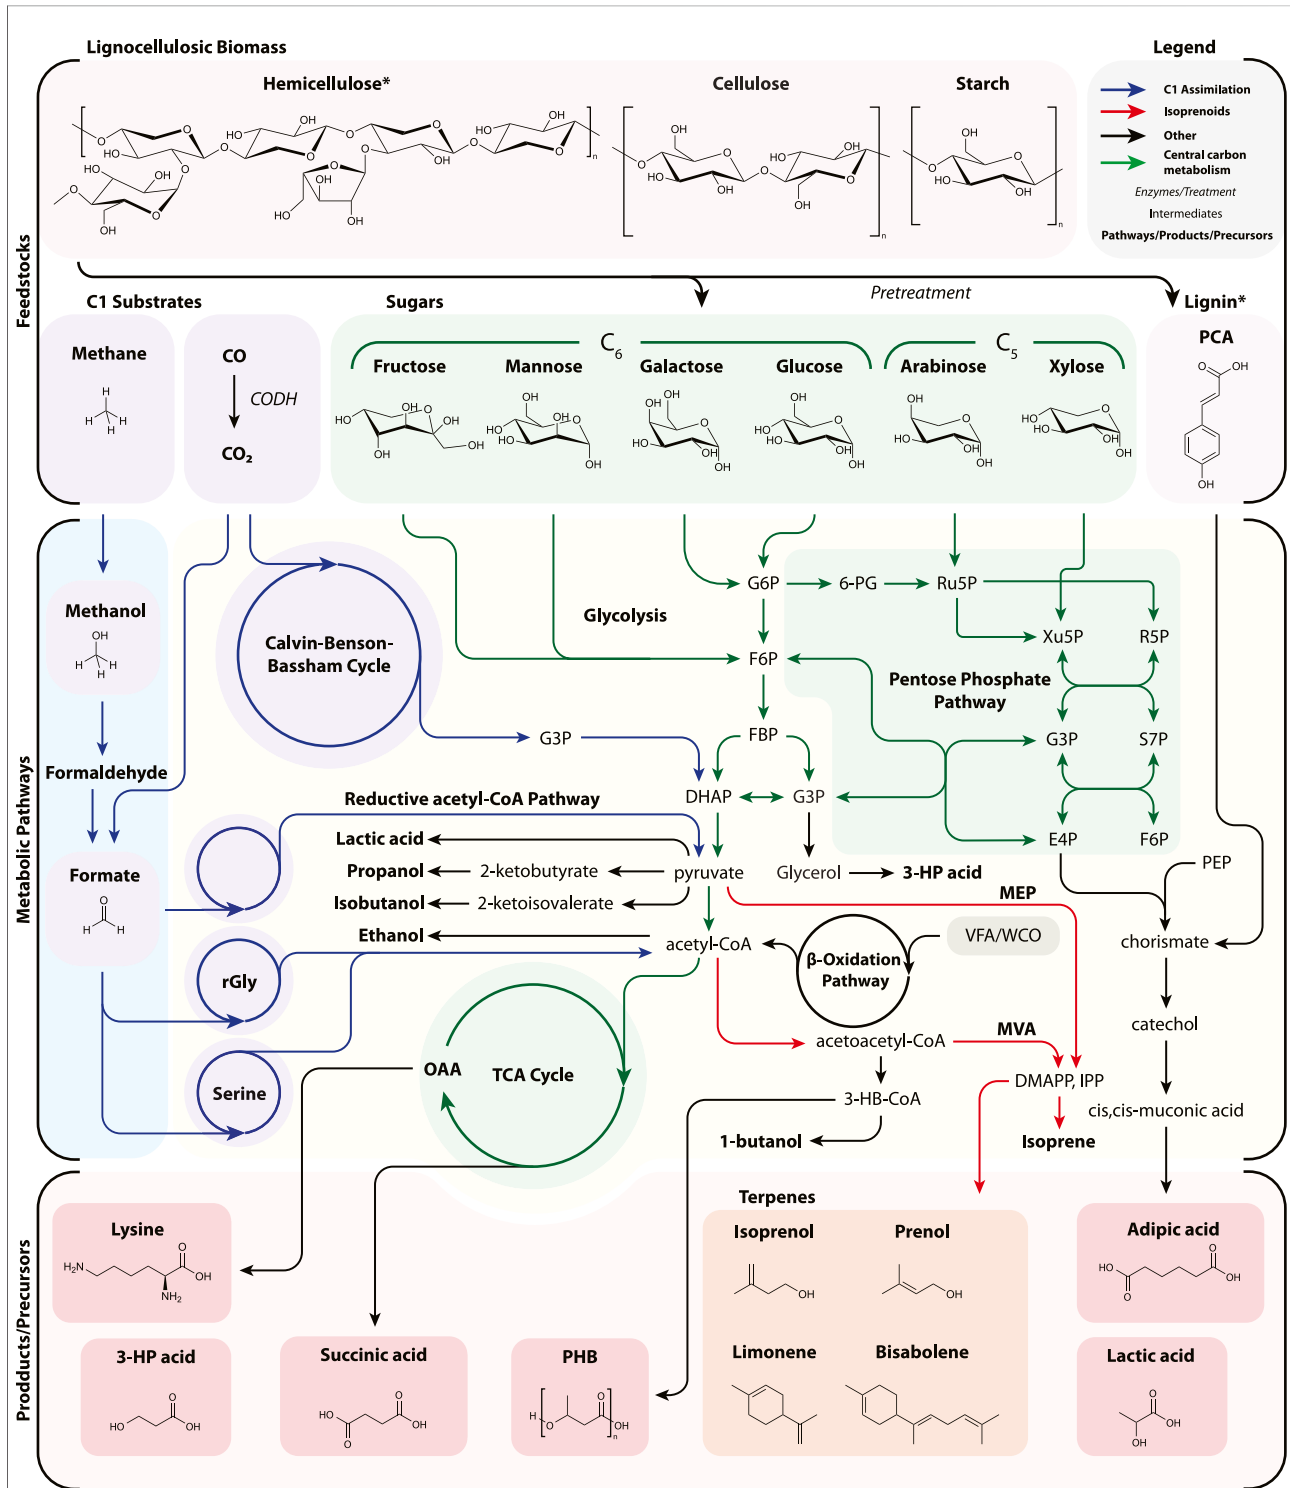 Lignocellulosic Biomass
Legend
Hemicellulose*
Cellulose
Starch
C1 Assimilation
Isoprenoids
Other
Central carbon
metabolism
Enzymes/Treatment
Intermediates
Pathways/Products/Precursors
Feedstocks
Pretreatment
C1 Substrates
Sugars
Lignin*
Methane
CO
CODH
CO₂
C₆
C₅
Fructose
Mannose
Galactose
Glucose
Arabinose
Xylose
PCA
Metabolic Pathways
Methanol
Formaldehyde
Formate
Calvin-Benson-
Bassham Cycle
Glycolysis
G6P
6-PG
Ru5P
Xu5P
R5P
F6P
Pentose Phosphate
Pathway
G3P
FBP
G3P
S7P
Reductive acetyl-CoA Pathway
DHAP
G3P
E4P
F6P
Lactic acid
Propanol
2-ketobutyrate
pyruvate
Glycerol
3-HP acid
PEP
Isobutanol
2-ketoisovalerate
MEP
Ethanol
acetyl-CoA
VFA/WCO
chorismate
rGly
β-Oxidation
Pathway
catechol
acetoacetyl-CoA
MVA
OAA
TCA Cycle
Serine
DMAPP, IPP
3-HB-CoA
cis,cis-muconic acid
1-butanol
Isoprene
Prodducts/Precursors
Terpenes
Lysine
Isoprenol
Prenol
Adipic acid
3-HP acid
Succinic acid
PHB
Limonene
Bisabolene
Lactic acid